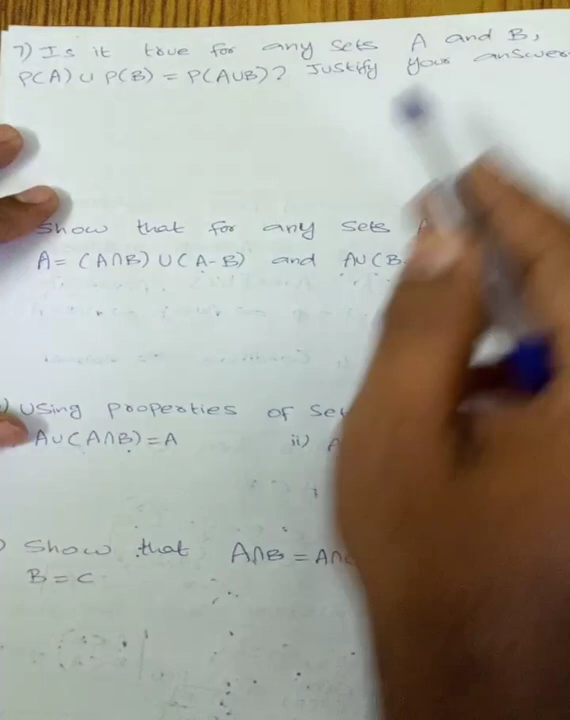 7) Is it true for any sets A and B,
P(A) ∪ P(B) = P(A∪B)? Justify your answer
Show that for any sets
A = (A∩B) ∪ (A-B) and A∪(B-
Using properties of
A∪(A∩B)=A ii) A
Show that A∩B = A∩
B = C